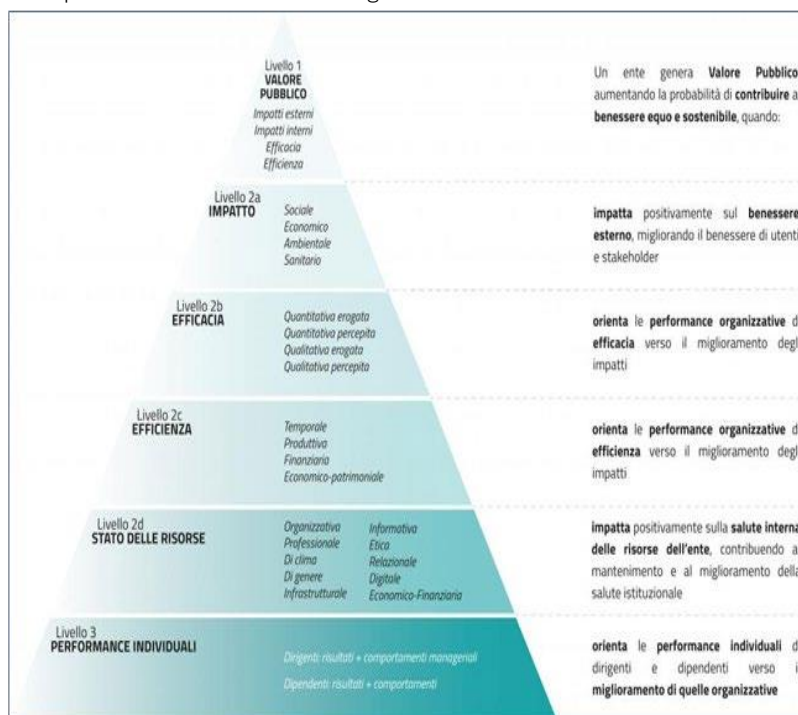 Livello 1
VALORE
PUBBLICO
Impatti esterni
Impatti interni
Efficacia
Efficienza
Un ente genera Valore Pubblico
aumentando la probabilità di contribuire a
benessere equo e sostenibile, quando:
Livello 2a
IMPATTO
Sociale
Economico
Ambientale
Sanitario
impatta positivamente sul benessere
esterno, migliorando il benessere di utenti
e stakeholder
Livello 2b
EFFICACIA
Quantitativa erogata
Quantitativa percepita
Qualitativa erogata
Qualitativa percepita
orienta le performance organizzative d
efficacia verso il miglioramento degl
impatti
Livello 2c
EFFICIENZA
Temporale
Produttiva
Finanziaria
Economico-patrimoniale
orienta le performance organizzative d
efficienza verso il miglioramento degl
impatti
Livello 2d
STATO DELLE RISORSE
Organizzativa
Professionale
Di clima
Di genere
Infrastrutturale
Informativa
Etica
Relazionale
Digitale
Economico-Finanziaria
impatta positivamente sulla salute interna
delle risorse dell'ente, contribuendo a
mantenimento e al miglioramento della
salute istituzionale
Livello 3
PERFORMANCE INDIVIDUALI
Dirigenti: risultati + comportamenti manageriali
Dipendenti: risultati + comportamenti
orienta le performance individuali d
dirigenti e dipendenti verso i
miglioramento di quelle organizzative